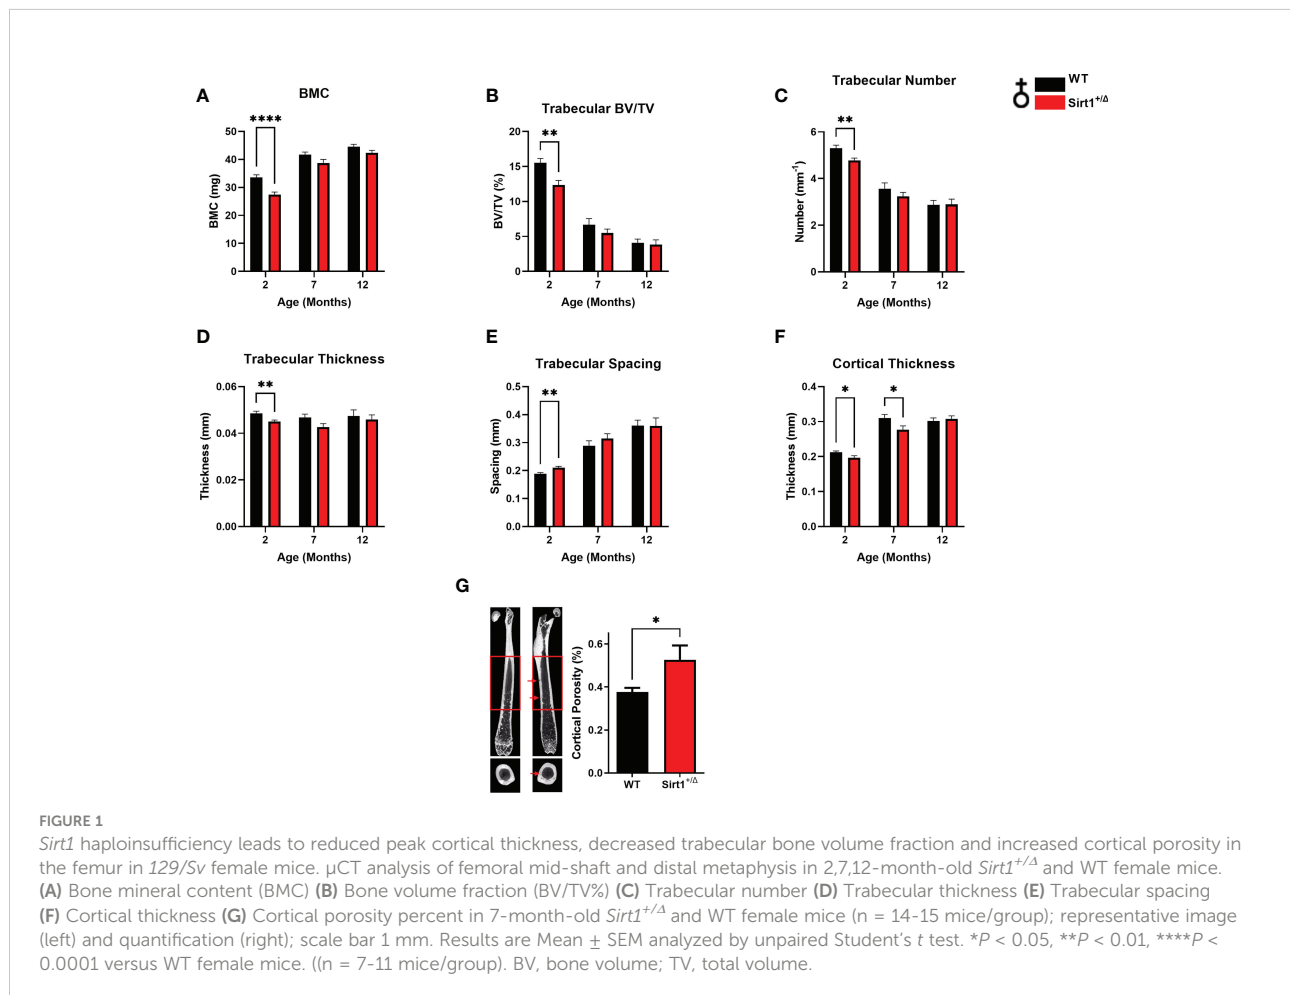 A
BMC
****
50
40
30
20
10
0
BMC (mg)
2 7 12
Age (Months)
B
Trabecular BV/TV
**
20
15
10
5
0
BV/TV (%)
2 7 12
Age (Months)
C
Trabecular Number
**
6
4
2
0
Number (mm-1)
2 7 12
Age (Months)
WT
Sirt1+/Δ
D
Trabecular Thickness
**
0.06
0.04
0.02
0.00
Thickness (mm)
2 7 12
Age (Months)
E
Trabecular Spacing
**
0.5
0.4
0.3
0.2
0.1
0.0
Spacing (mm)
2 7 12
Age (Months)
F
Cortical Thickness
* *
0.4
0.3
0.2
0.1
0.0
Thickness (mm)
2 7 12
Age (Months)
G
*
0.6
0.4
0.2
0.0
Cortical Porosity (%)
WT Sirt1+/Δ
FIGURE 1
Sirt1 haploinsufficiency leads to reduced peak cortical thickness, decreased trabecular bone volume fraction and increased cortical porosity in
the femur in 129/Sv female mice. µCT analysis of femoral mid-shaft and distal metaphysis in 2,7,12-month-old Sirt1+/Δ and WT female mice.
(A) Bone mineral content (BMC) (B) Bone volume fraction (BV/TV%) (C) Trabecular number (D) Trabecular thickness (E) Trabecular spacing
(F) Cortical thickness (G) Cortical porosity percent in 7-month-old Sirt1+/Δ and WT female mice (n = 14-15 mice/group); representative image
(left) and quantification (right); scale bar 1 mm. Results are Mean ± SEM analyzed by unpaired Student's t test. *P < 0.05, **P < 0.01, ****P <
0.0001 versus WT female mice. ((n = 7-11 mice/group). BV, bone volume; TV, total volume.